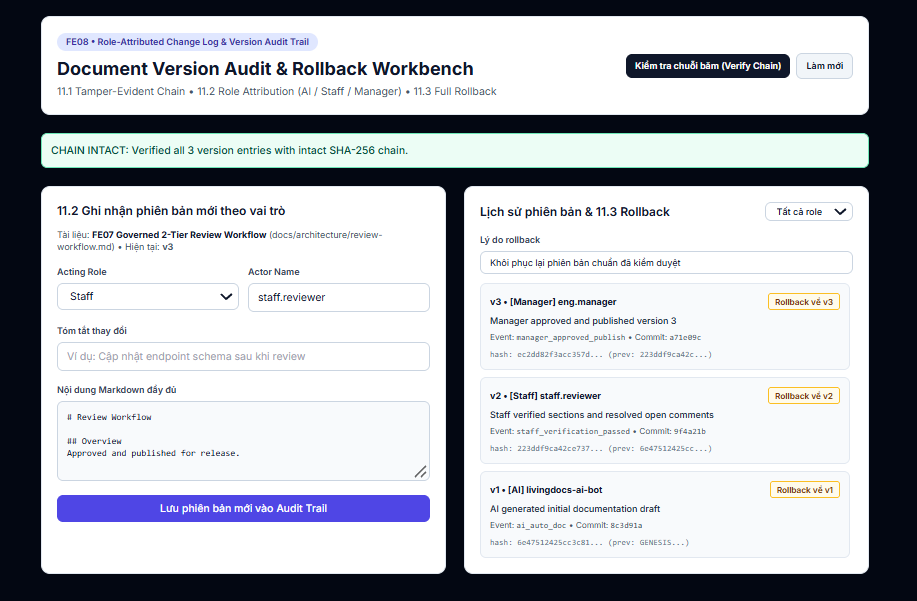 FE08 • Role-Attributed Change Log & Version Audit Trail
Document Version Audit & Rollback Workbench
11.1 Tamper-Evident Chain • 11.2 Role Attribution (AI / Staff / Manager) • 11.3 Full Rollback
Kiểm tra chuỗi băm (Verify Chain)
Làm mới
CHAIN INTACT: Verified all 3 version entries with intact SHA-256 chain.
11.2 Ghi nhận phiên bản mới theo vai trò
Tài liệu: FE07 Governed 2-Tier Review Workflow (docs/architecture/review-
workflow.md) • Hiện tại: v3
Acting Role
Actor Name
Staff
staff.reviewer
Tóm tắt thay đổi
Ví dụ: Cập nhật endpoint schema sau khi review
Nội dung Markdown đầy đủ
# Review Workflow
## Overview
Approved and published for release.
Lưu phiên bản mới vào Audit Trail
Lịch sử phiên bản & 11.3 Rollback
Tất cả role
Lý do rollback
Khôi phục lại phiên bản chuẩn đã kiểm duyệt
v3 • [Manager] eng.manager
Rollback về v3
Manager approved and published version 3
Event: manager_approved_publish • Commit: a71e09c
hash: ec2dd82f3acc357d... (prev: 223ddf9ca42c...)
v2 • [Staff] staff.reviewer
Rollback về v2
Staff verified sections and resolved open comments
Event: staff_verification_passed • Commit: 9f4a21b
hash: 223ddf9ca42ce737... (prev: 6e47512425cc...)
v1 • [AI] livingdocs-ai-bot
Rollback về v1
AI generated initial documentation draft
Event: ai_auto_doc • Commit: 8c3d91a
hash: 6e47512425cc3c81... (prev: GENESIS...)